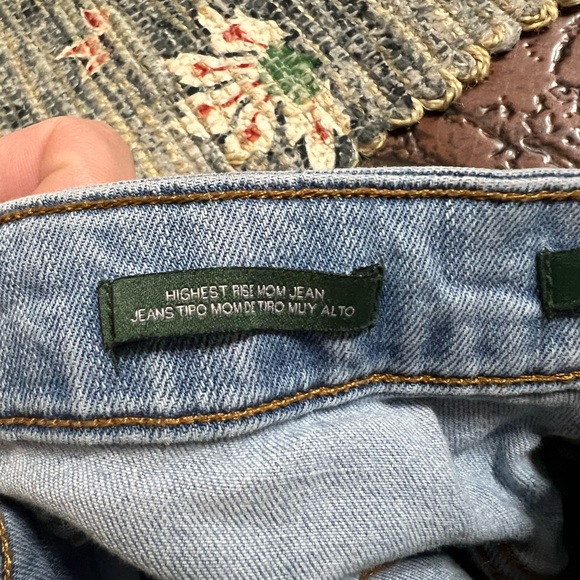 HIGHEST RISE MOM JEAN
JEANS TIPO MOM DE TIRO MUY ALTO